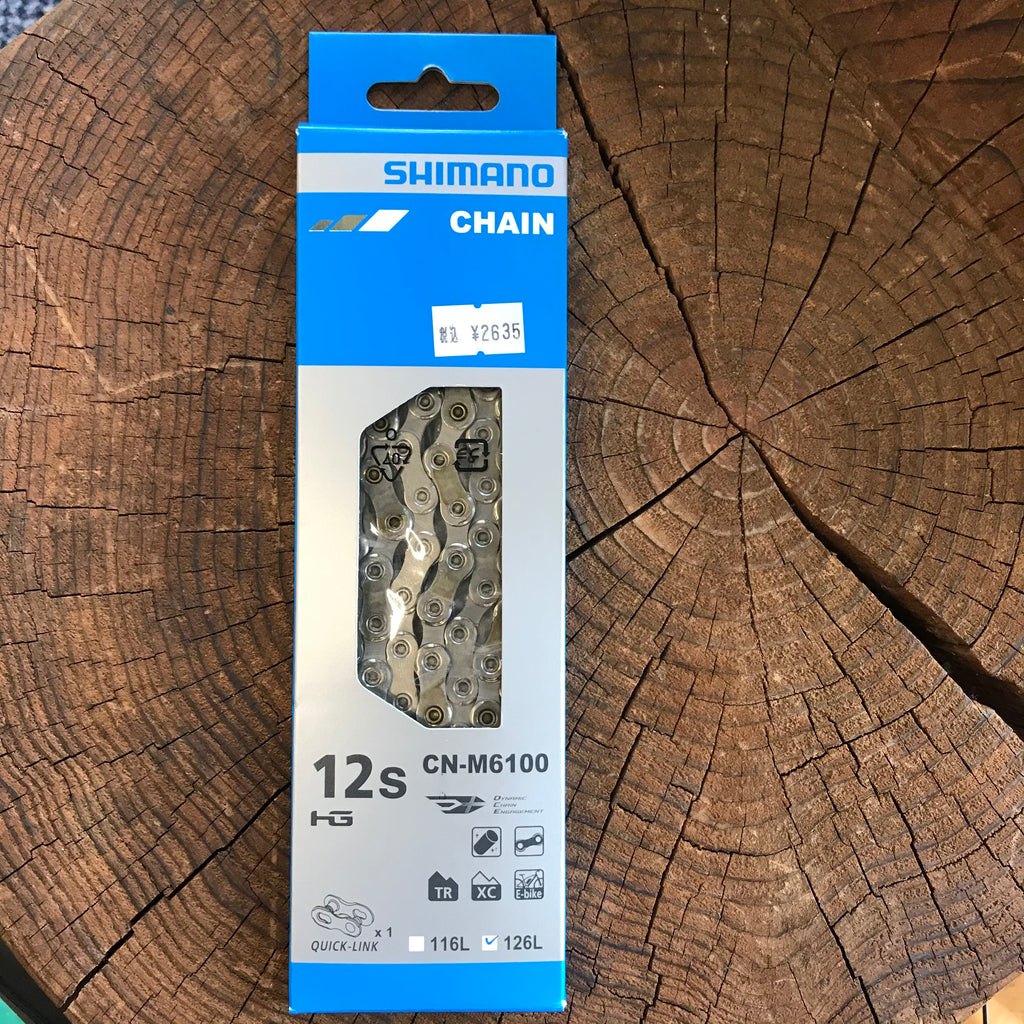 SHIMANO
CHAIN
税込 ¥2635
12s
CN-M6100
DYNAMIC
CHAIN
ENGAGEMENT
HG
TR
XC
E-bike
x 1
QUICK-LINK
116L
126L